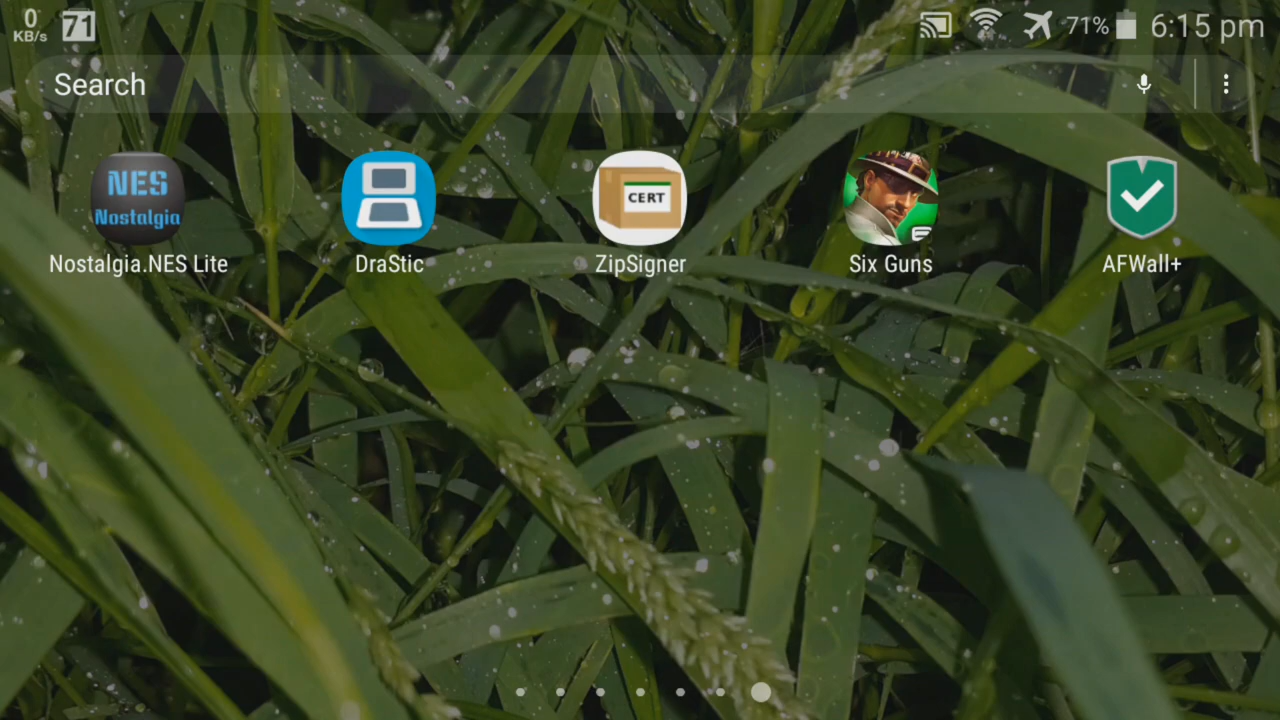 0
KB/s
71
71%
6:15 pm
Search
NES
Nostalgia
CERT
Nostalgia.NES Lite
DraStic
ZipSigner
Six Guns
AFWall+